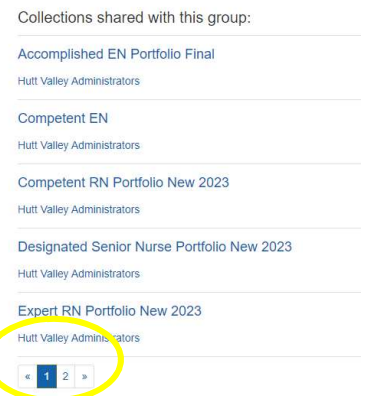 Collections shared with this group:
Accomplished EN Portfolio Final
Hutt Valley Administrators
Competent EN
Hutt Valley Administrators
Competent RN Portfolio New 2023
Hutt Valley Administrators
Designated Senior Nurse Portfolio New 2023
Hutt Valley Administrators
Expert RN Portfolio New 2023
Hutt Valley Administrators
« 1 2 »